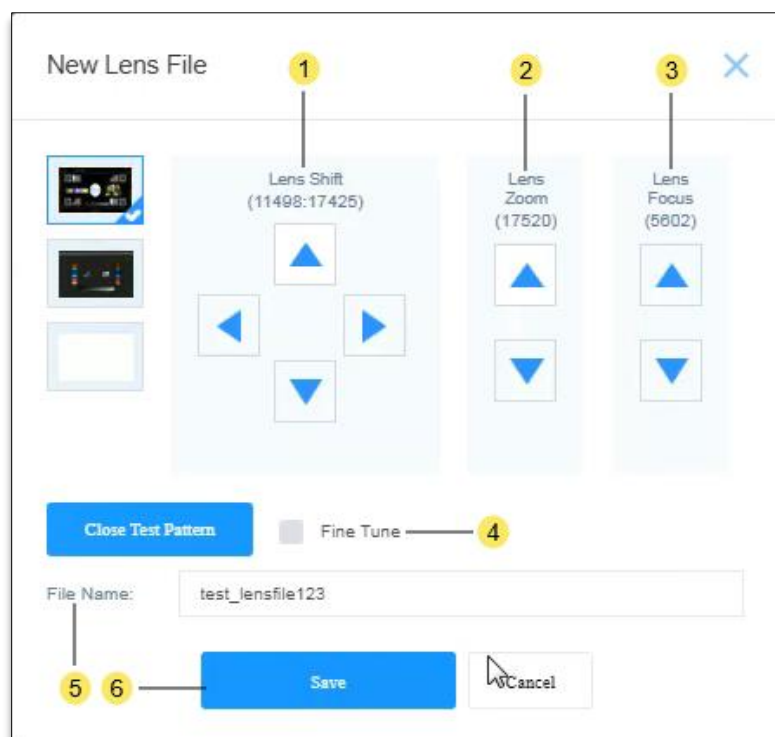 New Lens File
1
2
3
Lens Shift
(11498:17425)
Lens
Zoom
(17520)
Lens
Focus
(5602)
Close Test Pattern
Fine Tune
4
File Name:
test_lensfile123
5
6
Save
Cancel